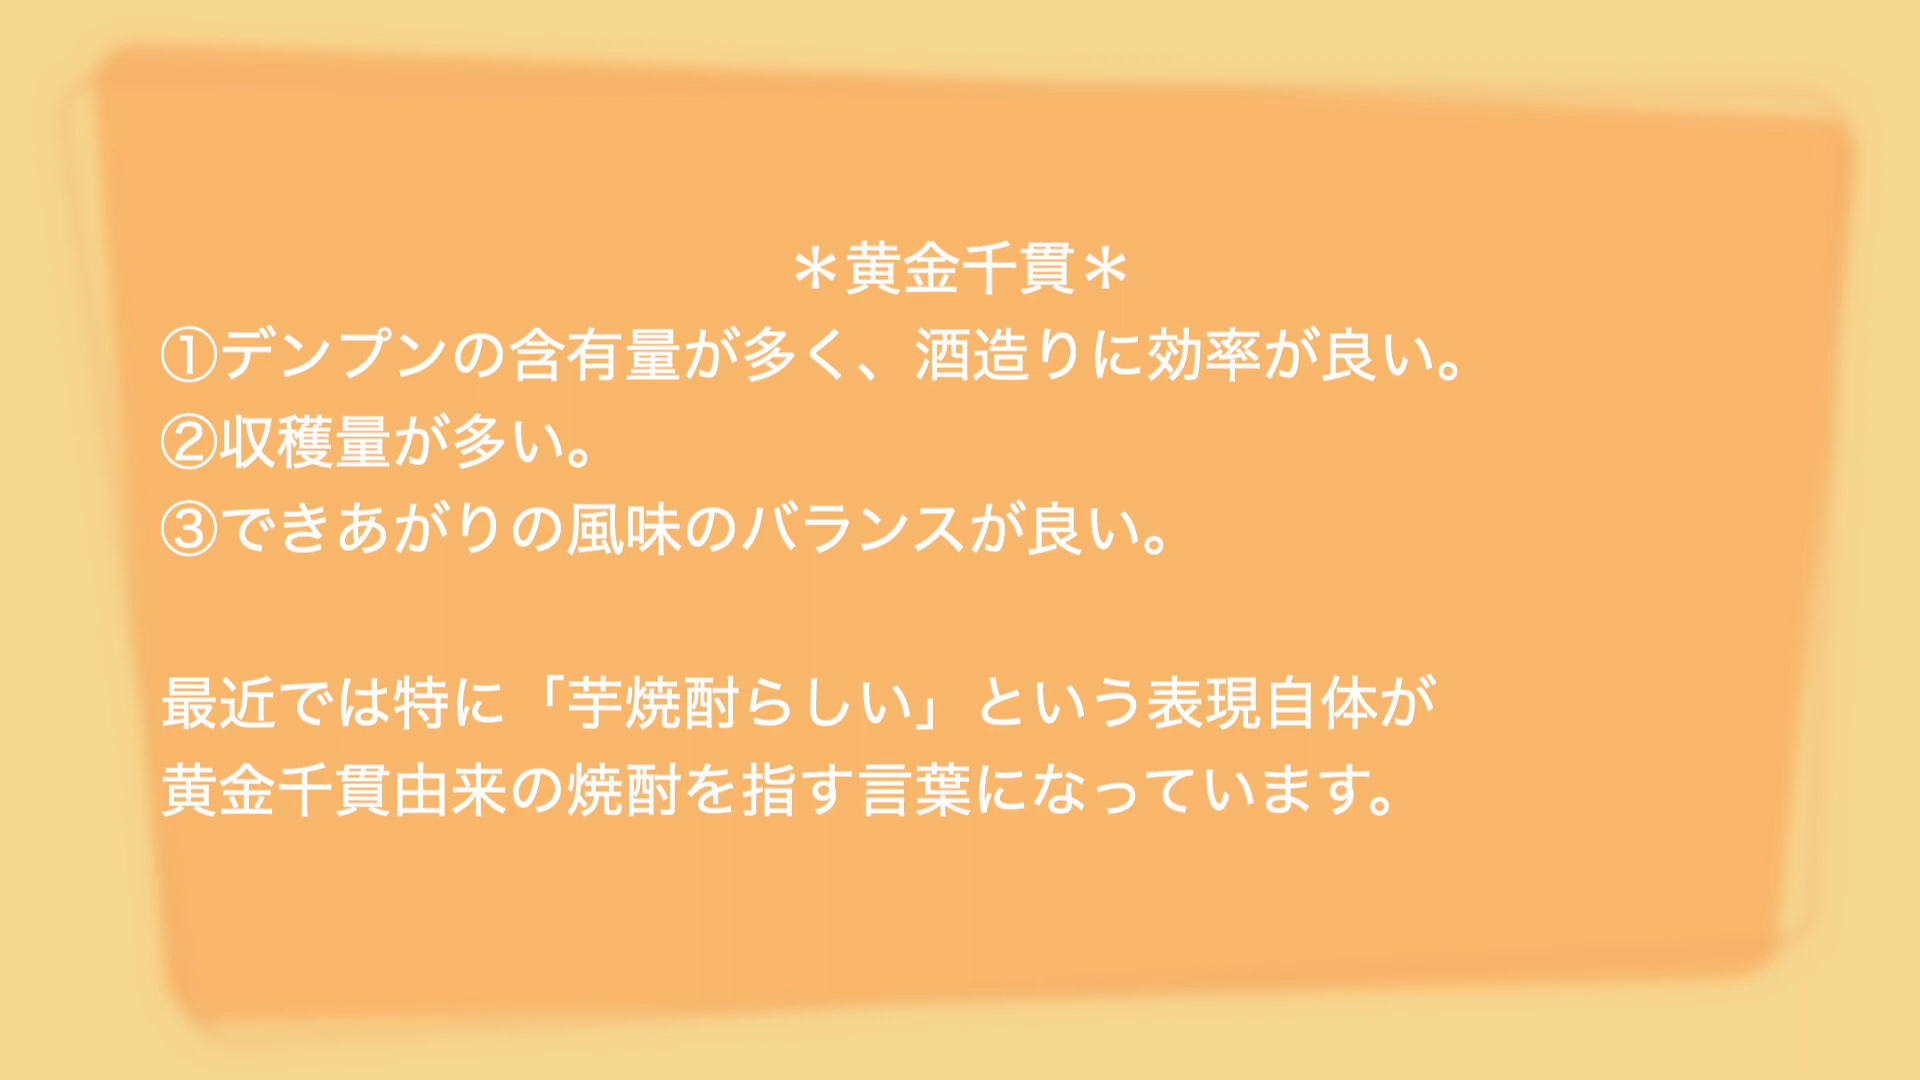 ＊黄金千貫＊
①デンプンの含有量が多く、酒造りに効率が良い。
②収穫量が多い。
③できあがりの風味のバランスが良い。
最近では特に「芋焼酎らしい」という表現自体が
黄金千貫由来の焼酎を指す言葉になっています。